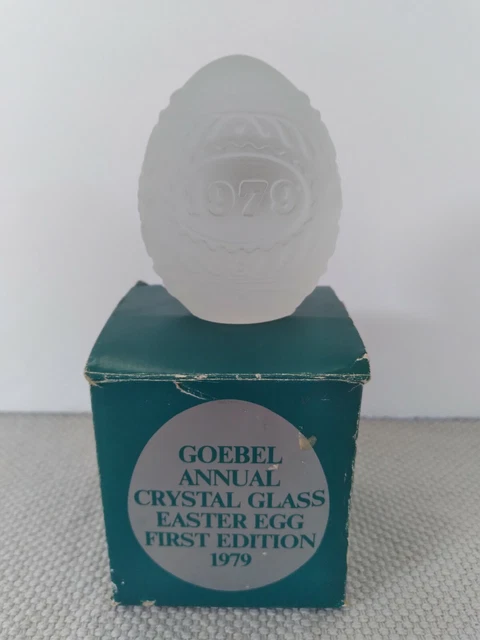 1979
GOEBEL
ANNUAL
CRYSTAL GLASS
EASTER EGG
FIRST EDITION
1979